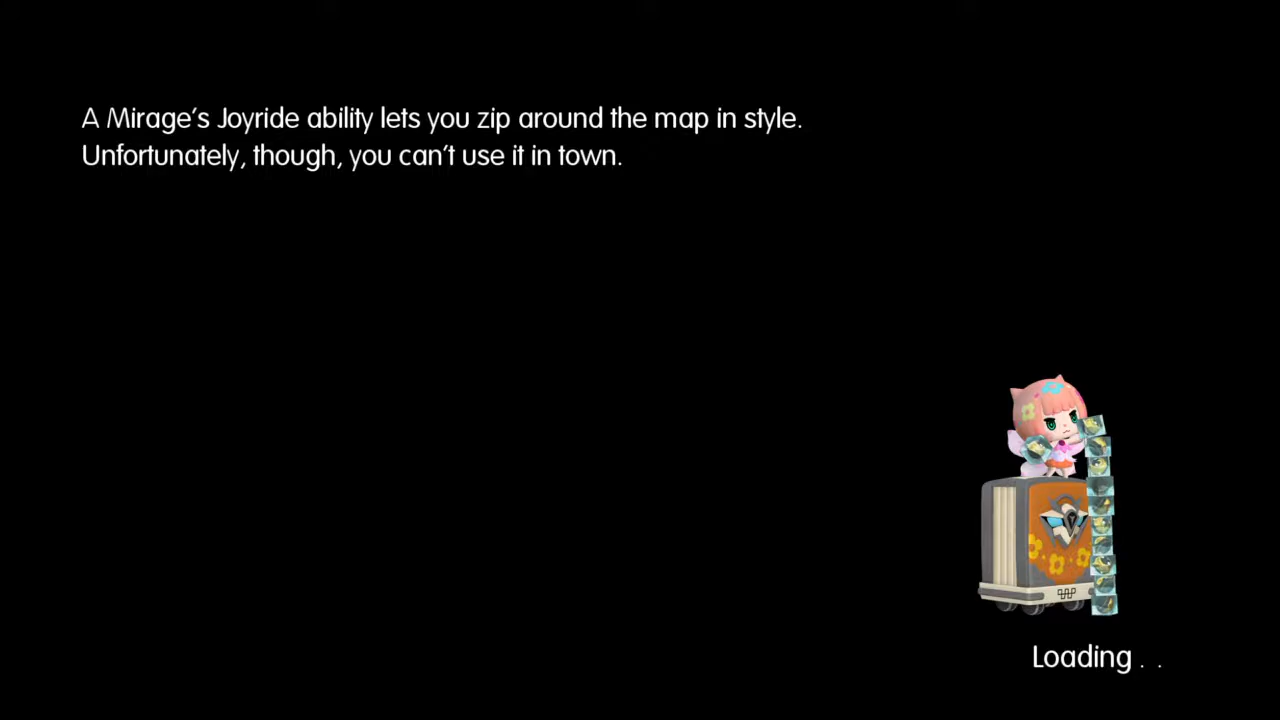 A Mirage's Joyride ability lets you zip around the map in style.
Unfortunately, though, you can't use it in town.
Loading . .